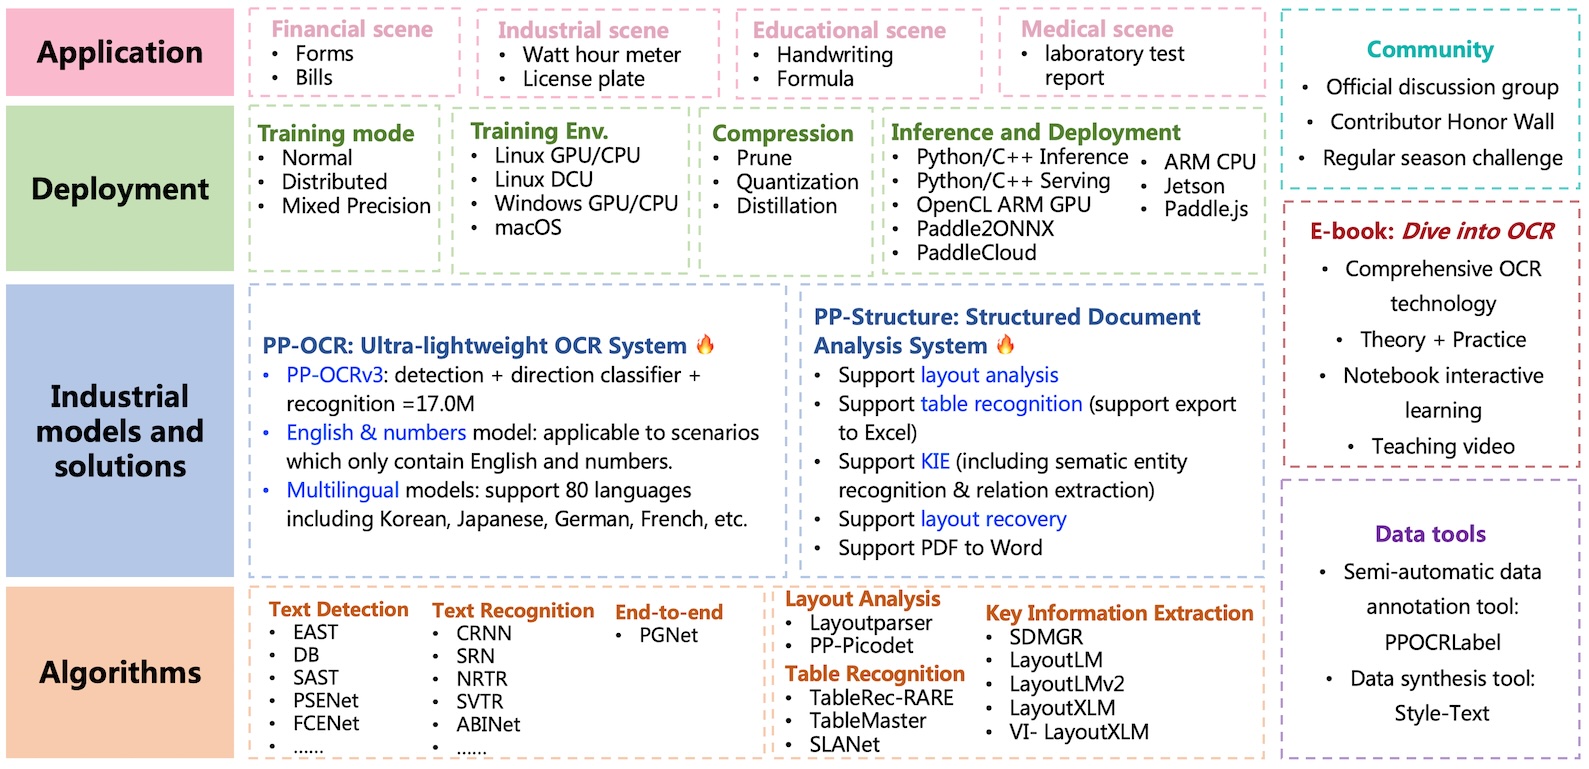 Application
Financial scene
• Forms
• Bills
Industrial scene
• Watt hour meter
• License plate
Educational scene
• Handwriting
• Formula
Medical scene
• laboratory test
report
Deployment
Training mode
• Normal
• Distributed
• Mixed Precision
Training Env.
• Linux GPU/CPU
• Linux DCU
• Windows GPU/CPU
• macOS
Compression
• Prune
• Quantization
• Distillation
Inference and Deployment
• Python/C++ Inference
• Python/C++ Serving
• OpenCL ARM GPU
• Paddle2ONNX
• PaddleCloud
• ARM CPU
• Jetson
• Paddle.js
Industrial
models and
solutions
PP-OCR: Ultra-lightweight OCR System 🔥
• PP-OCRv3: detection + direction classifier +
recognition =17.0M
• English & numbers model: applicable to scenarios
which only contain English and numbers.
• Multilingual models: support 80 languages
including Korean, Japanese, German, French, etc.
PP-Structure: Structured Document
Analysis System 🔥
• Support layout analysis
• Support table recognition (support export
to Excel)
• Support KIE (including sematic entity
recognition & relation extraction)
• Support layout recovery
• Support PDF to Word
Algorithms
Text Detection
• EAST
• DB
• SAST
• PSENet
• FCENet
• ......
Text Recognition
• CRNN
• SRN
• NRTR
• SVTR
• ABINet
• ......
End-to-end
• PGNet
Layout Analysis
• Layoutparser
• PP-Picodet
Table Recognition
• TableRec-RARE
• TableMaster
• SLANet
Key Information Extraction
• SDMGR
• LayoutLM
• LayoutLMv2
• LayoutXLM
• VI- LayoutXLM
Community
• Official discussion group
• Contributor Honor Wall
• Regular season challenge
E-book: Dive into OCR
• Comprehensive OCR
technology
• Theory + Practice
• Notebook interactive
learning
• Teaching video
Data tools
• Semi-automatic data
annotation tool:
PPOCRLabel
• Data synthesis tool:
Style-Text